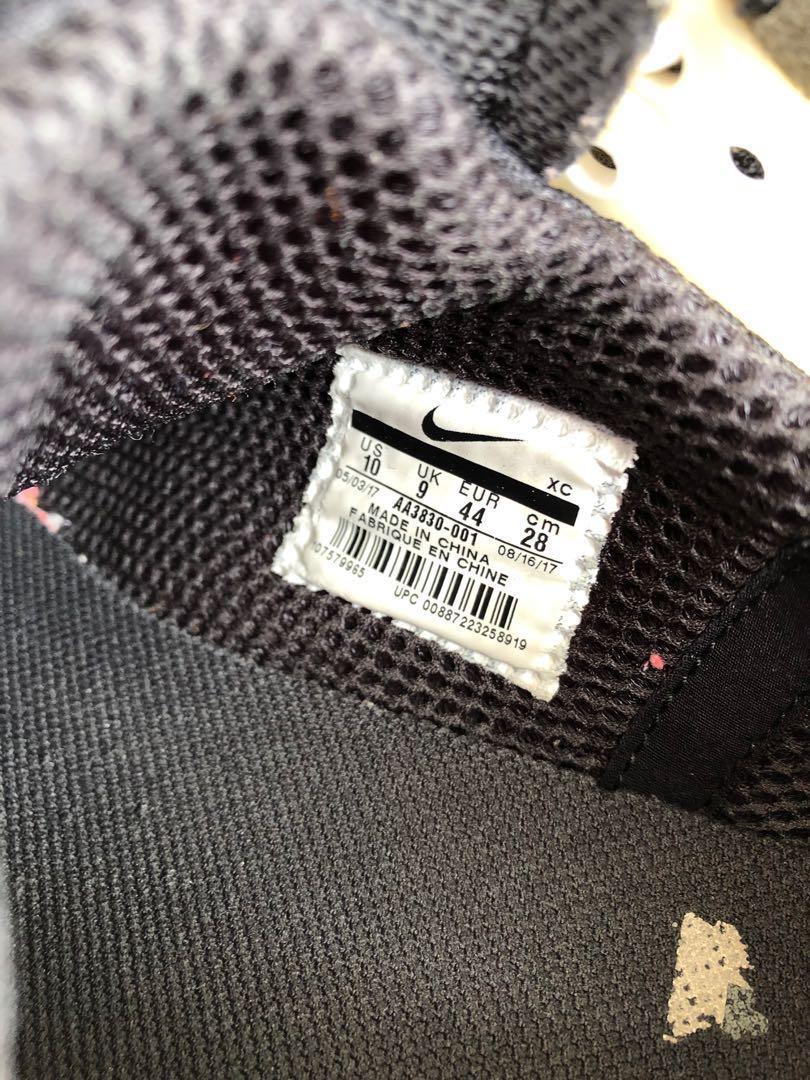 XC
US UK EUR cm
10 9 44 28
05/03/17 AA3830-001 08/16/17
MADE IN CHINA
FABRIQUE EN CHINE
107579965
UPC 00887223258919